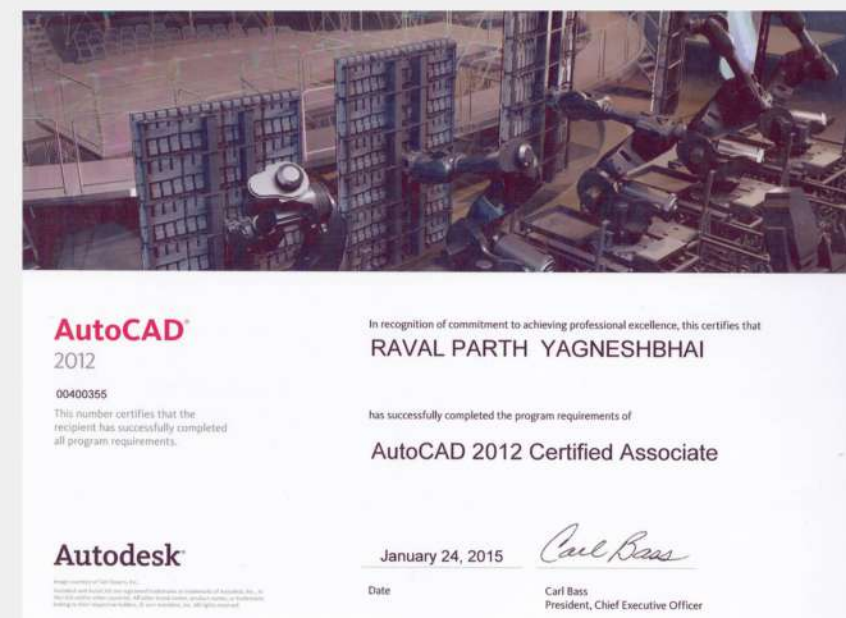 AutoCAD®
2012
00400355
This number certifies that the
recipient has successfully completed
all program requirements.
Autodesk®
In recognition of commitment to achieving professional excellence, this certifies that
RAVAL PARTH YAGNESHBHAI
has successfully completed the program requirements of
AutoCAD 2012 Certified Associate
January 24, 2015
Carl Bass
Date
Carl Bass
President, Chief Executive Officer